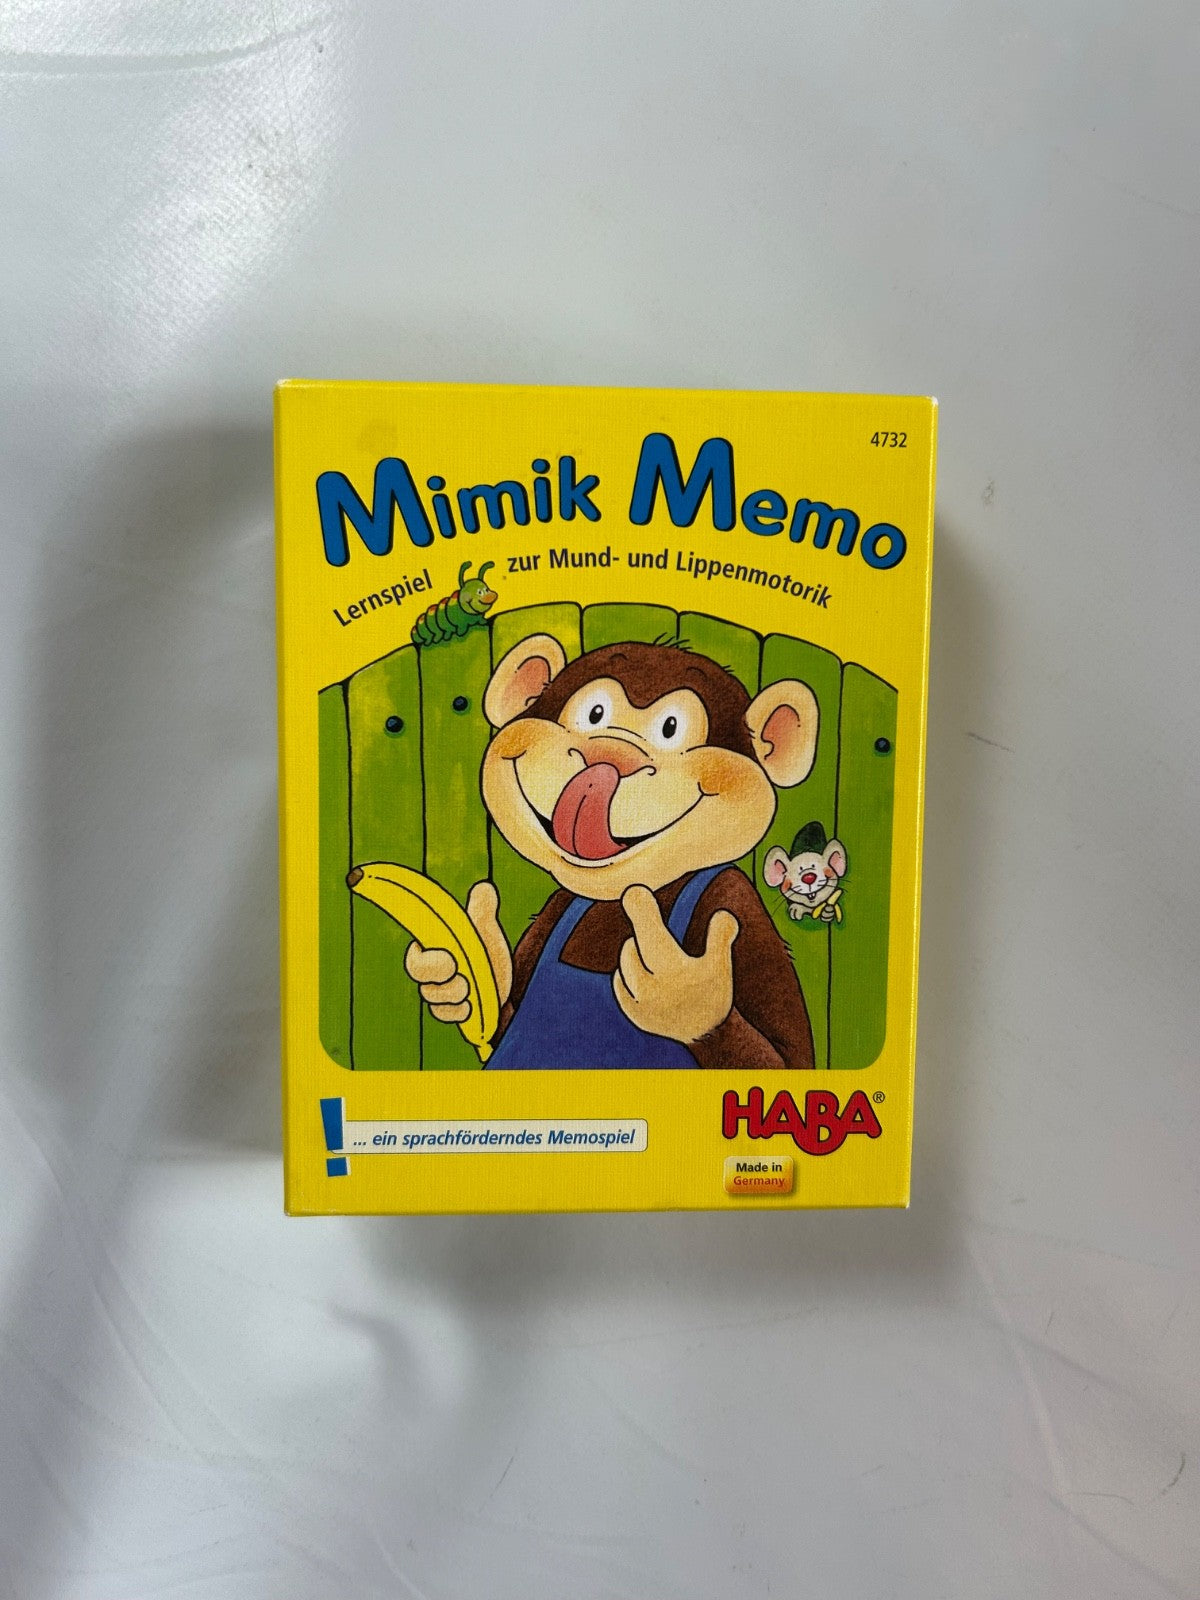 4732
Mimik Memo
Lernspiel zur Mund- und Lippenmotorik
... ein sprachförderndes Memospiel
HABA®
Made in
Germany